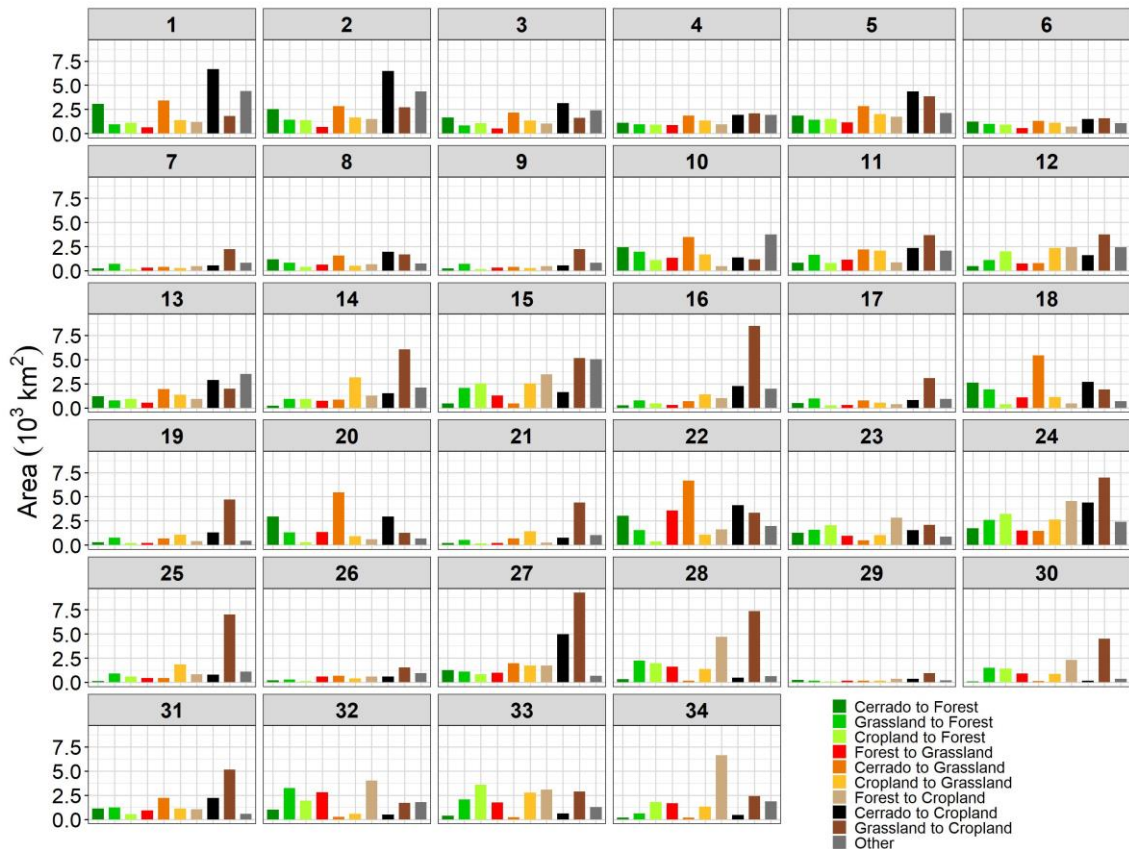 1 2 3 4 5 6
7.5
5.0
2.5
0.0
7 8 9 10 11 12
7.5
5.0
2.5
0.0
13 14 15 16 17 18
7.5
5.0
2.5
0.0
19 20 21 22 23 24
7.5
5.0
2.5
0.0
25 26 27 28 29 30
7.5
5.0
2.5
0.0
31 32 33 34
7.5
5.0
2.5
0.0
Area (10³ km²)
Cerrado to Forest
Grassland to Forest
Cropland to Forest
Forest to Grassland
Cerrado to Grassland
Cropland to Grassland
Forest to Cropland
Cerrado to Cropland
Grassland to Cropland
Other